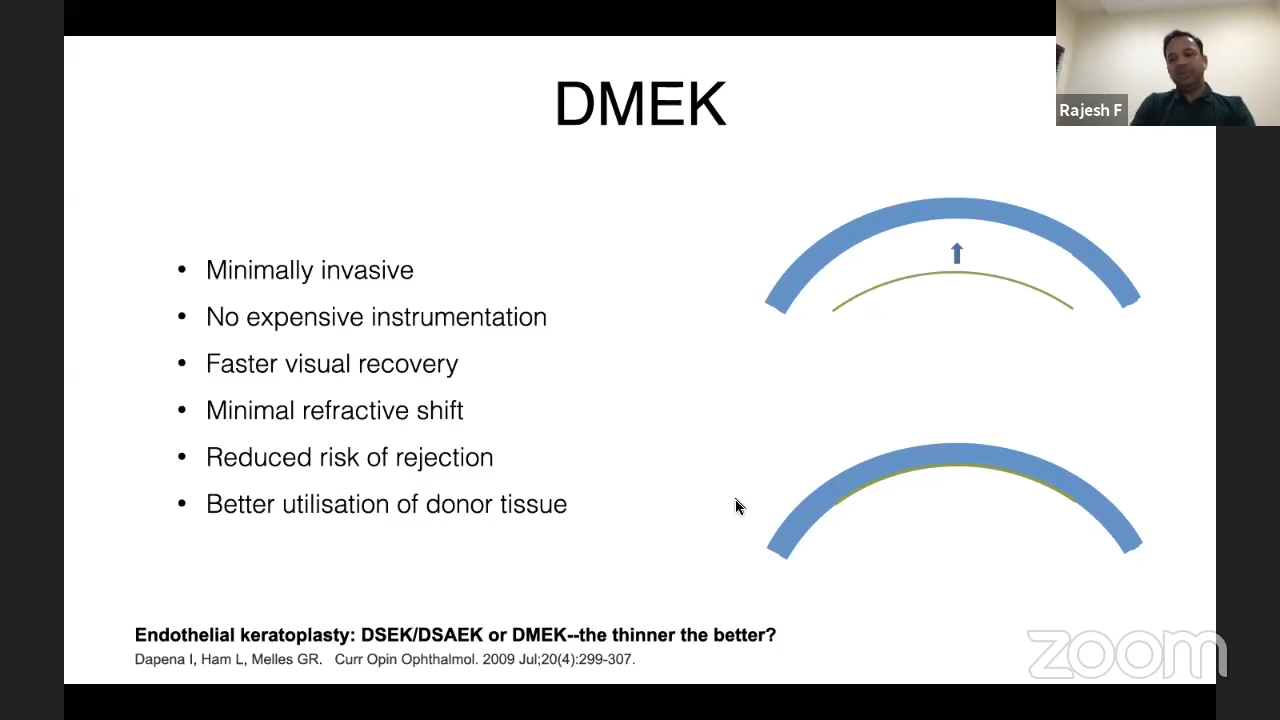 DMEK
Rajesh F
• Minimally invasive
• No expensive instrumentation
• Faster visual recovery
• Minimal refractive shift
• Reduced risk of rejection
• Better utilisation of donor tissue
Endothelial keratoplasty: DSEK/DSAEK or DMEK--the thinner the better?
Dapena I, Ham L, Melles GR. Curr Opin Ophthalmol. 2009 Jul;20(4):299-307.
zoom